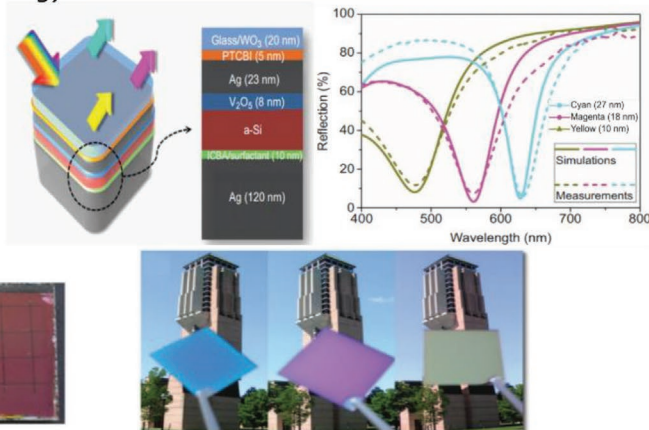 Glass/WO₃ (20 nm)
PTCBI (5 nm)
Ag (23 nm)
V₂O₅ (8 nm)
a-Si
ICBA/surfactant (10 nm)
Ag (120 nm)
Reflection (%)
100
80
60
40
20
0
Cyan (27 nm)
Magenta (18 nm)
Yellow (10 nm)
Simulations
Measurements
400 500 600 700 800
Wavelength (nm)